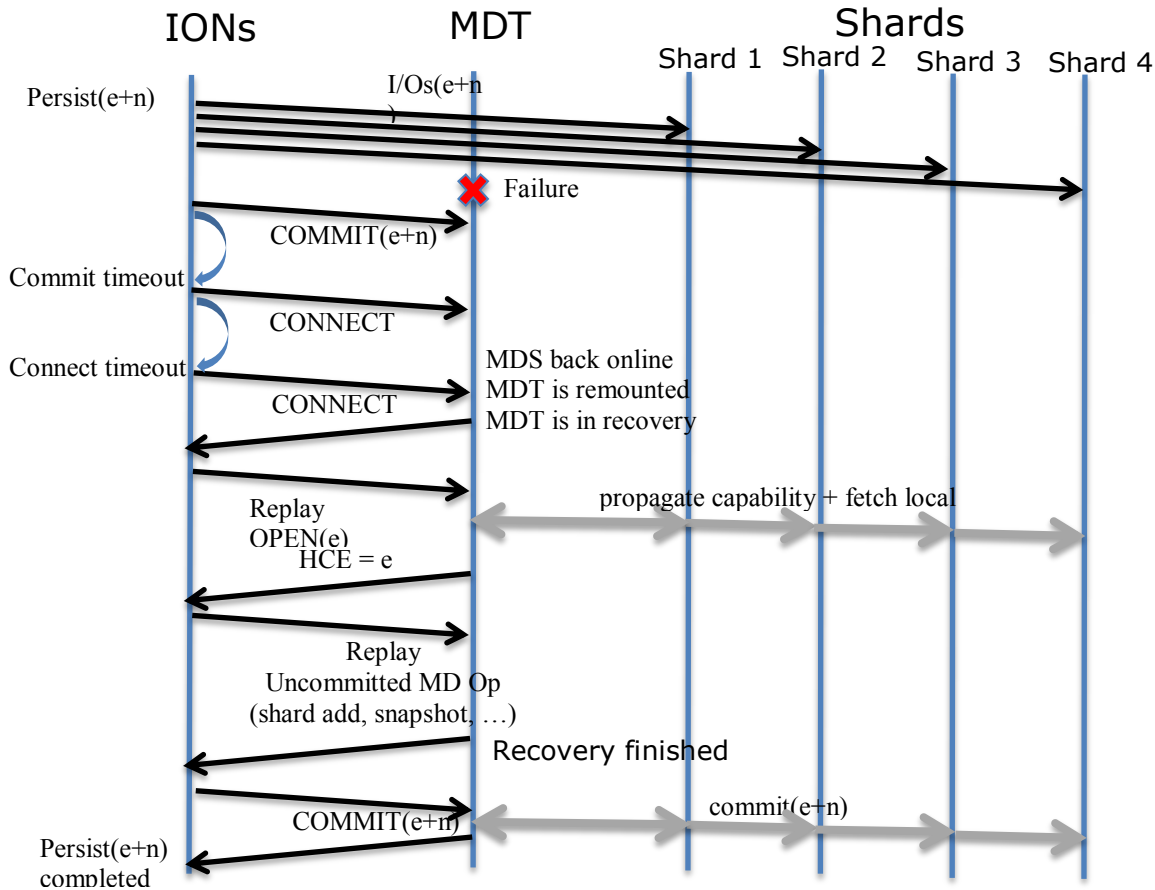 IONs
MDT
Shards
Shard 1
Shard 2
Shard 3
Shard 4
Persist(e+n)
I/Os(e+n
)
Failure
COMMIT(e+n)
Commit timeout
CONNECT
Connect timeout
MDS back online
MDT is remounted
MDT is in recovery
CONNECT
propagate capability + fetch local
Replay
OPEN(e)
HCE = e
Replay
Uncommitted MD Op
(shard add, snapshot, …)
Recovery finished
commit(e+n)
COMMIT(e+n)
Persist(e+n)
completed